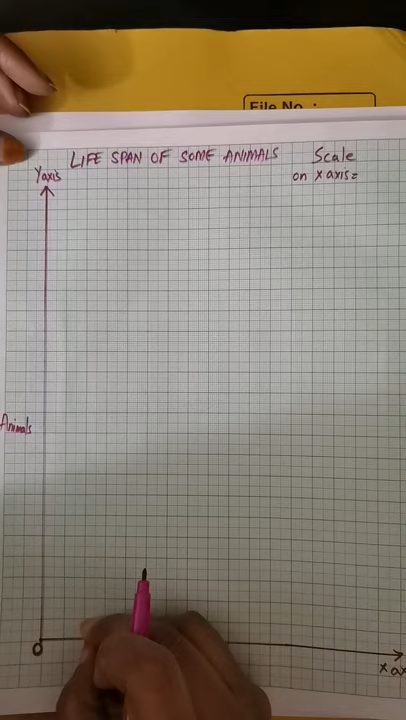 File No. :
LIFE SPAN OF SOME ANIMALS
Scale
on x axis =
Y axis
Animals
0
x ax